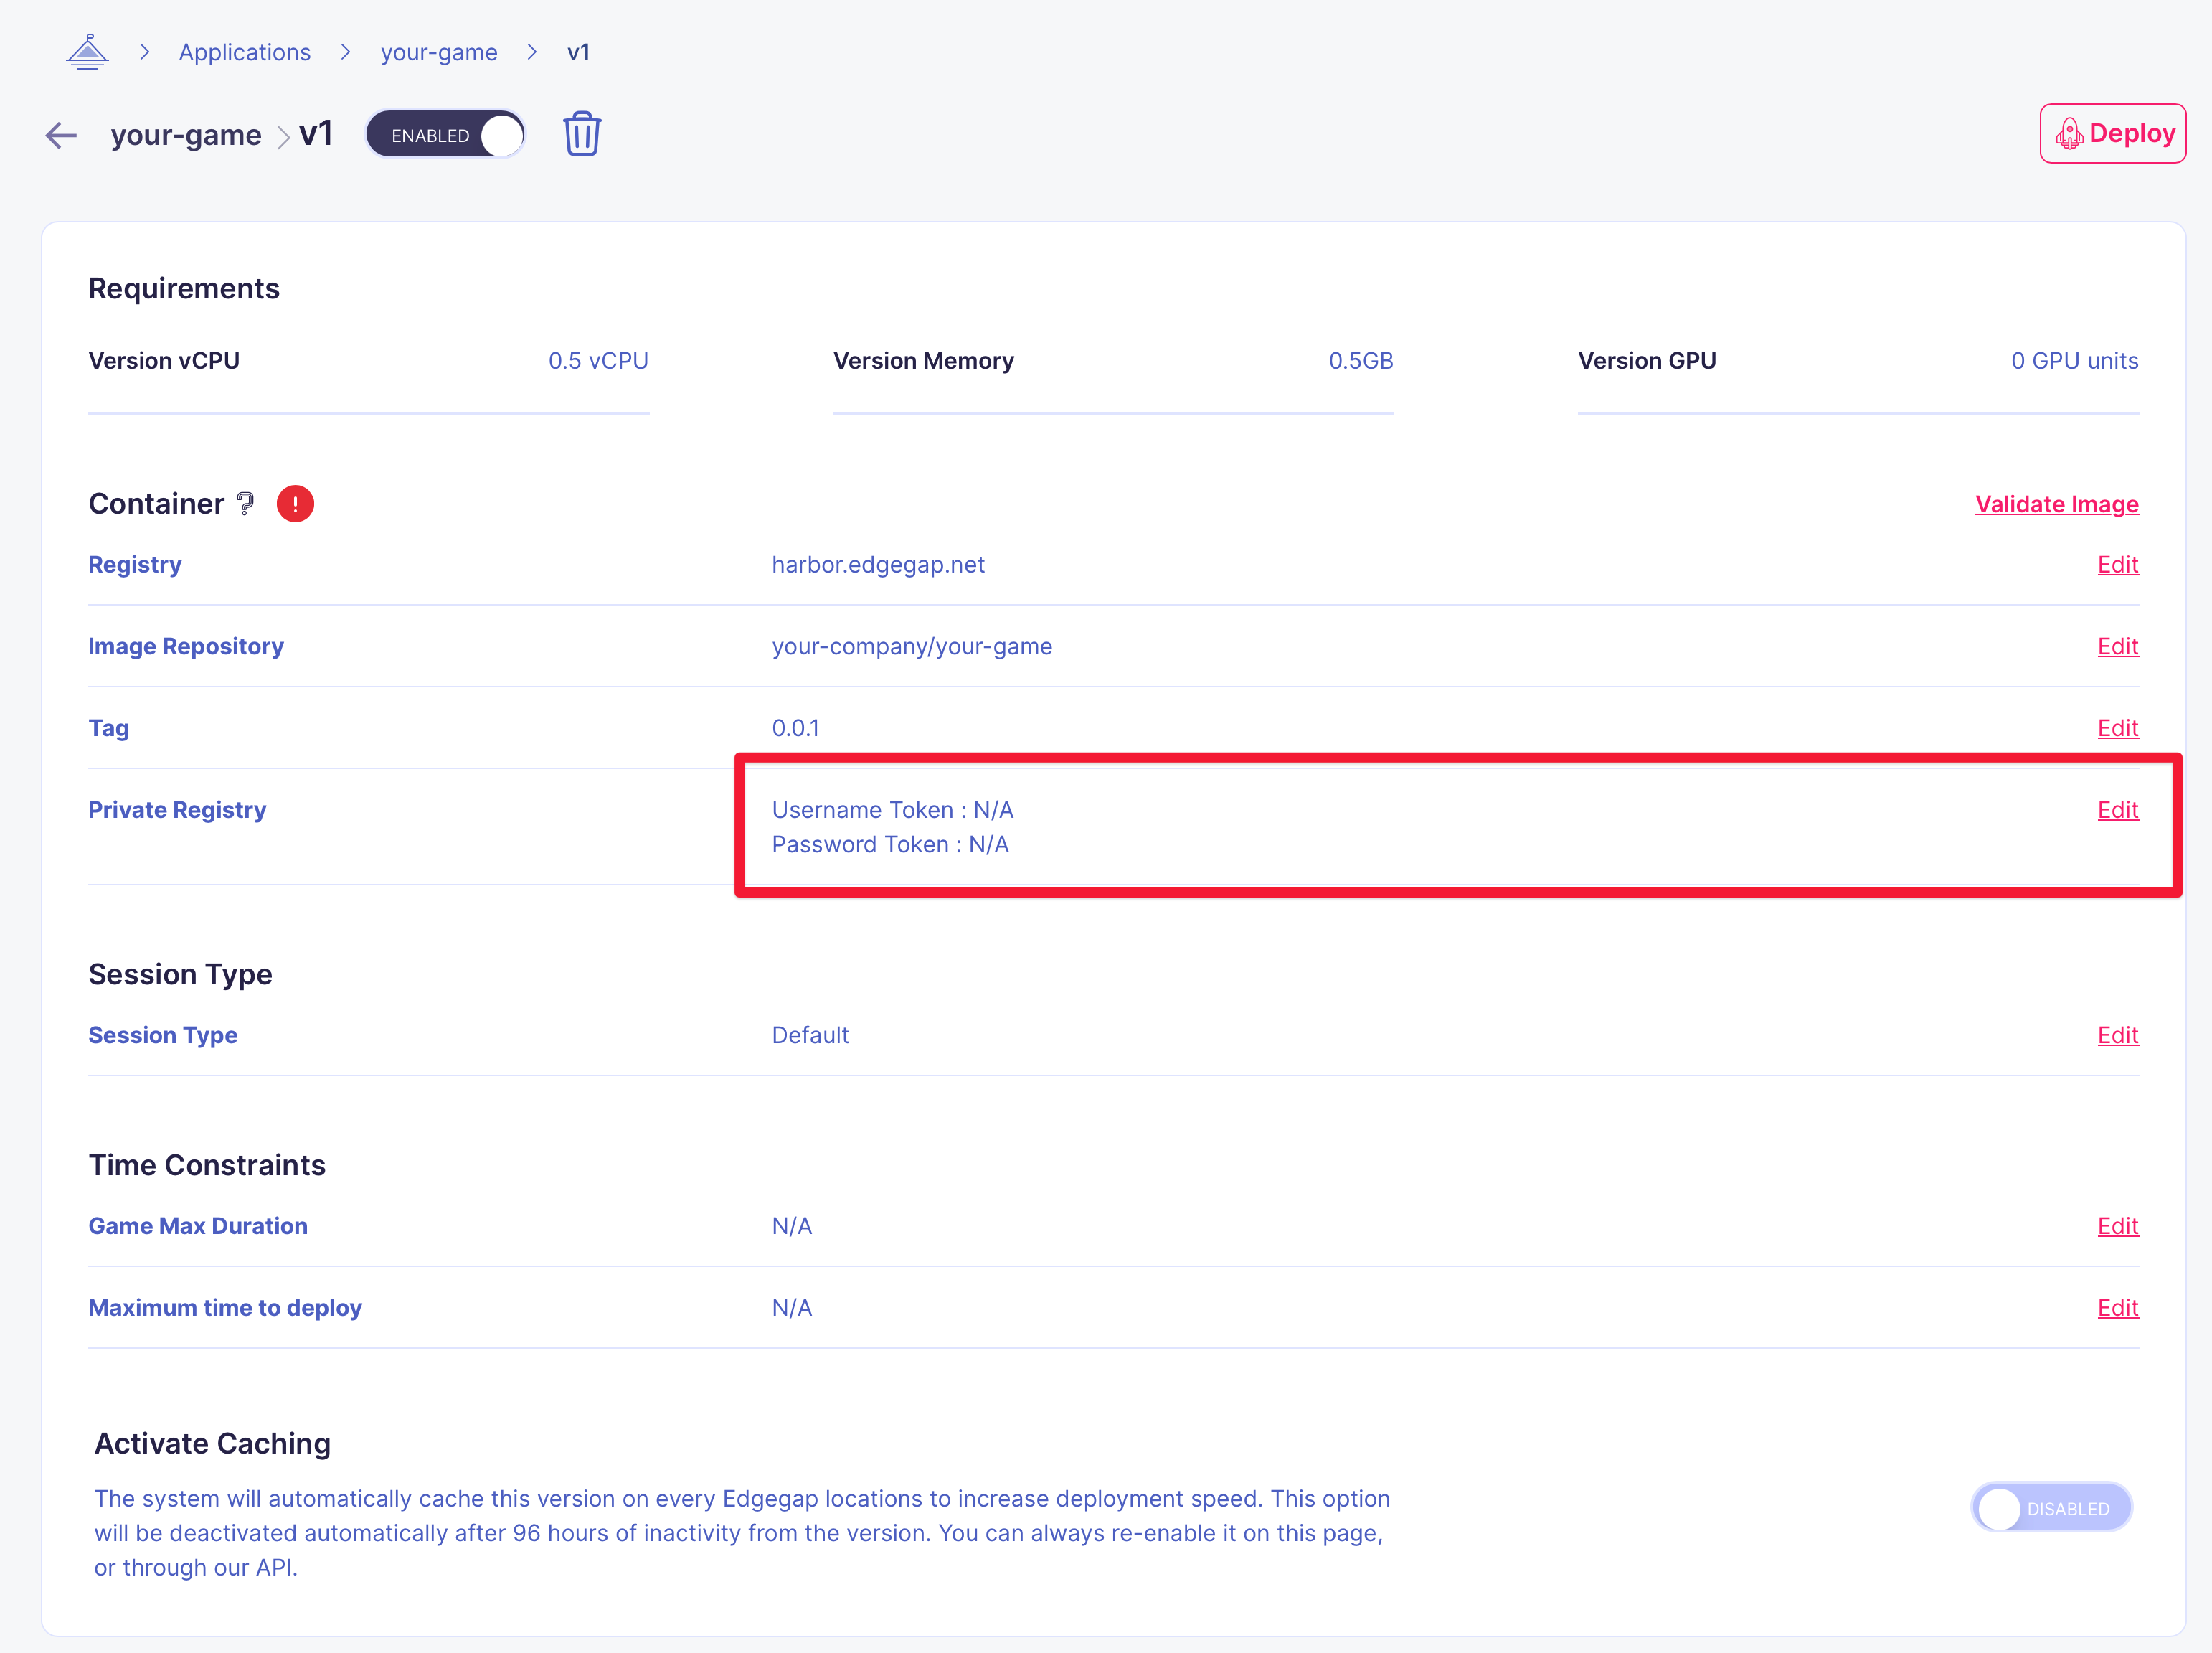 Applications your-game v1
your-game v1 ENABLED Deploy
Requirements
Version vCPU 0.5 vCPU Version Memory 0.5GB Version GPU 0 GPU units
Container ? ! Validate Image
Registry harbor.edgegap.net Edit
Image Repository your-company/your-game Edit
Tag 0.0.1 Edit
Private Registry Username Token : N/A Edit
Password Token : N/A
Session Type
Session Type Default Edit
Time Constraints
Game Max Duration N/A Edit
Maximum time to deploy N/A Edit
Activate Caching
The system will automatically cache this version on every Edgegap locations to increase deployment speed. This option
will be deactivated automatically after 96 hours of inactivity from the version. You can always re-enable it on this page,
or through our API.
DISABLED